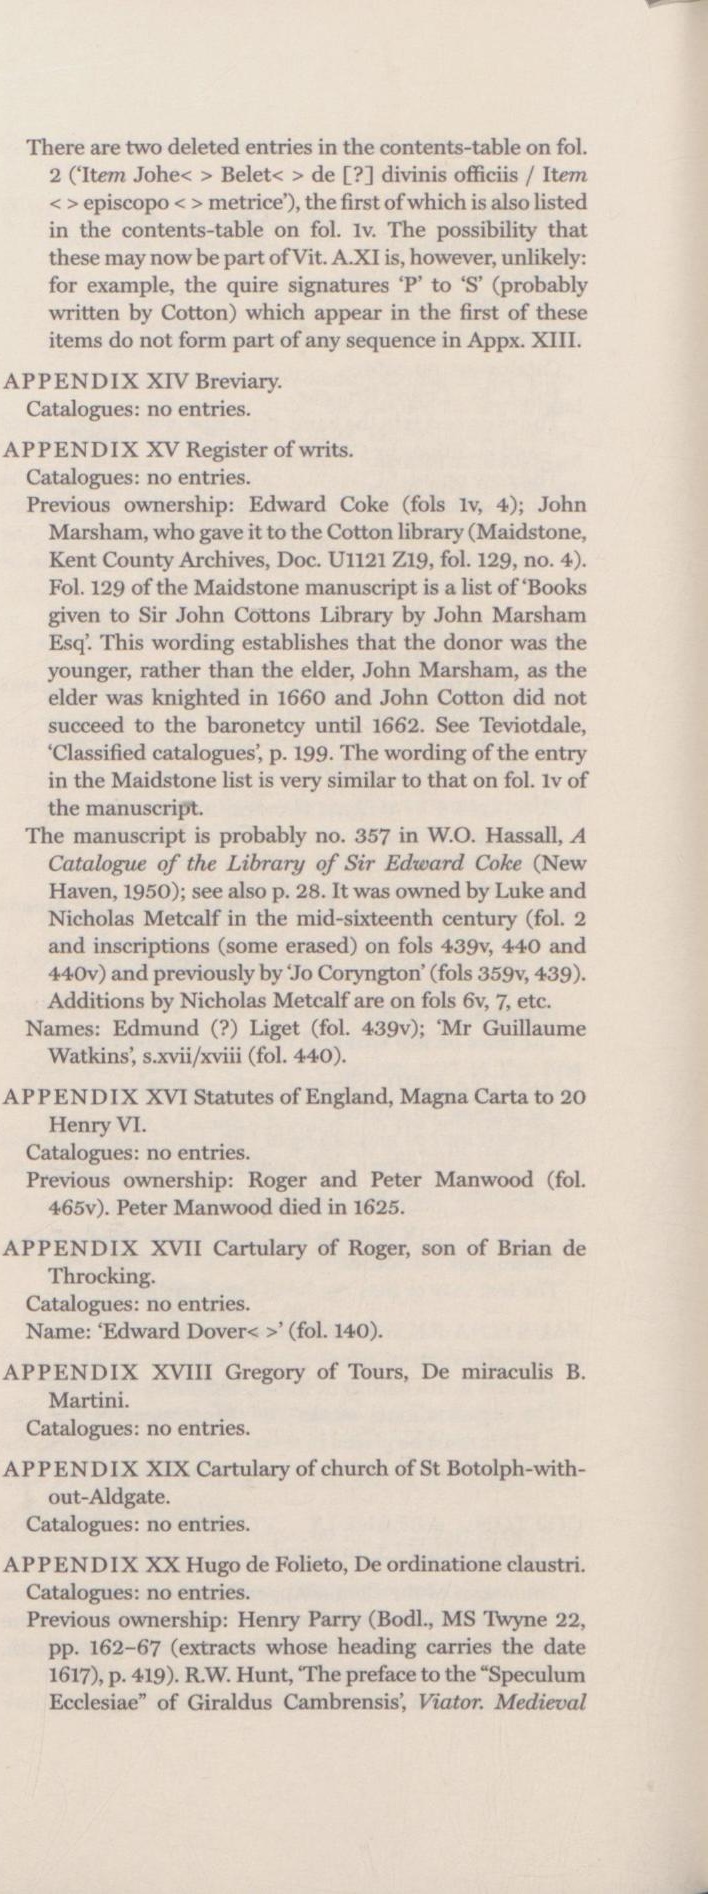 There are two deleted entries in the contents-table on fol.
2 (‘Item Johe< > Belet< > de [?] divinis officiis / Item
< > episcopo < > metrice’), the first of which is also listed
in the contents-table on fol. 1v. The possibility that
these may now be part of Vit. A.XI is, however, unlikely:
for example, the quire signatures ‘P’ to ‘S’ (probably
written by Cotton) which appear in the first of these
items do not form part of any sequence in Appx. XIII.
APPENDIX XIV Breviary.
Catalogues: no entries.
APPENDIX XV Register of writs.
Catalogues: no entries.
Previous ownership: Edward Coke (fols 1v, 4); John
Marsham, who gave it to the Cotton library (Maidstone,
Kent County Archives, Doc. U1121 Z19, fol. 129, no. 4).
Fol. 129 of the Maidstone manuscript is a list of ‘Books
given to Sir John Cottons Library by John Marsham
Esq’. This wording establishes that the donor was the
younger, rather than the elder, John Marsham, as the
elder was knighted in 1660 and John Cotton did not
succeed to the baronetcy until 1662. See Teviotdale,
‘Classified catalogues’, p. 199. The wording of the entry
in the Maidstone list is very similar to that on fol. 1v of
the manuscript.
The manuscript is probably no. 357 in W.O. Hassall, A
Catalogue of the Library of Sir Edward Coke (New
Haven, 1950); see also p. 28. It was owned by Luke and
Nicholas Metcalf in the mid-sixteenth century (fol. 2
and inscriptions (some erased) on fols 439v, 440 and
440v) and previously by ‘Jo Coryngton’ (fols 359v, 439).
Additions by Nicholas Metcalf are on fols 6v, 7, etc.
Names: Edmund (?) Liget (fol. 439v); ‘Mr Guillaume
Watkins’, s.xvii/xviii (fol. 440).
APPENDIX XVI Statutes of England, Magna Carta to 20
Henry VI.
Catalogues: no entries.
Previous ownership: Roger and Peter Manwood (fol.
465v). Peter Manwood died in 1625.
APPENDIX XVII Cartulary of Roger, son of Brian de
Throcking.
Catalogues: no entries.
Name: ‘Edward Dover< >’ (fol. 140).
APPENDIX XVIII Gregory of Tours, De miraculis B.
Martini.
Catalogues: no entries.
APPENDIX XIX Cartulary of church of St Botolph-with-
out-Aldgate.
Catalogues: no entries.
APPENDIX XX Hugo de Folieto, De ordinatione claustri.
Catalogues: no entries.
Previous ownership: Henry Parry (Bodl., MS Twyne 22,
pp. 162–67 (extracts whose heading carries the date
1617), p. 419). R.W. Hunt, ‘The preface to the “Speculum
Ecclesiae” of Giraldus Cambrensis’, Viator. Medieval